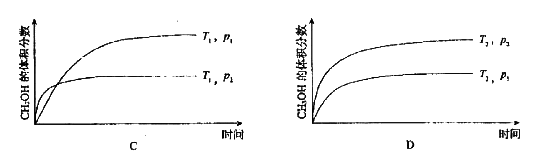 CH₃OH 的体积分数
T₁，p₁
T₁，p₂
时间
C
CH₃OH 的体积分数
T₂，p₂
T₂，p₃
时间
D